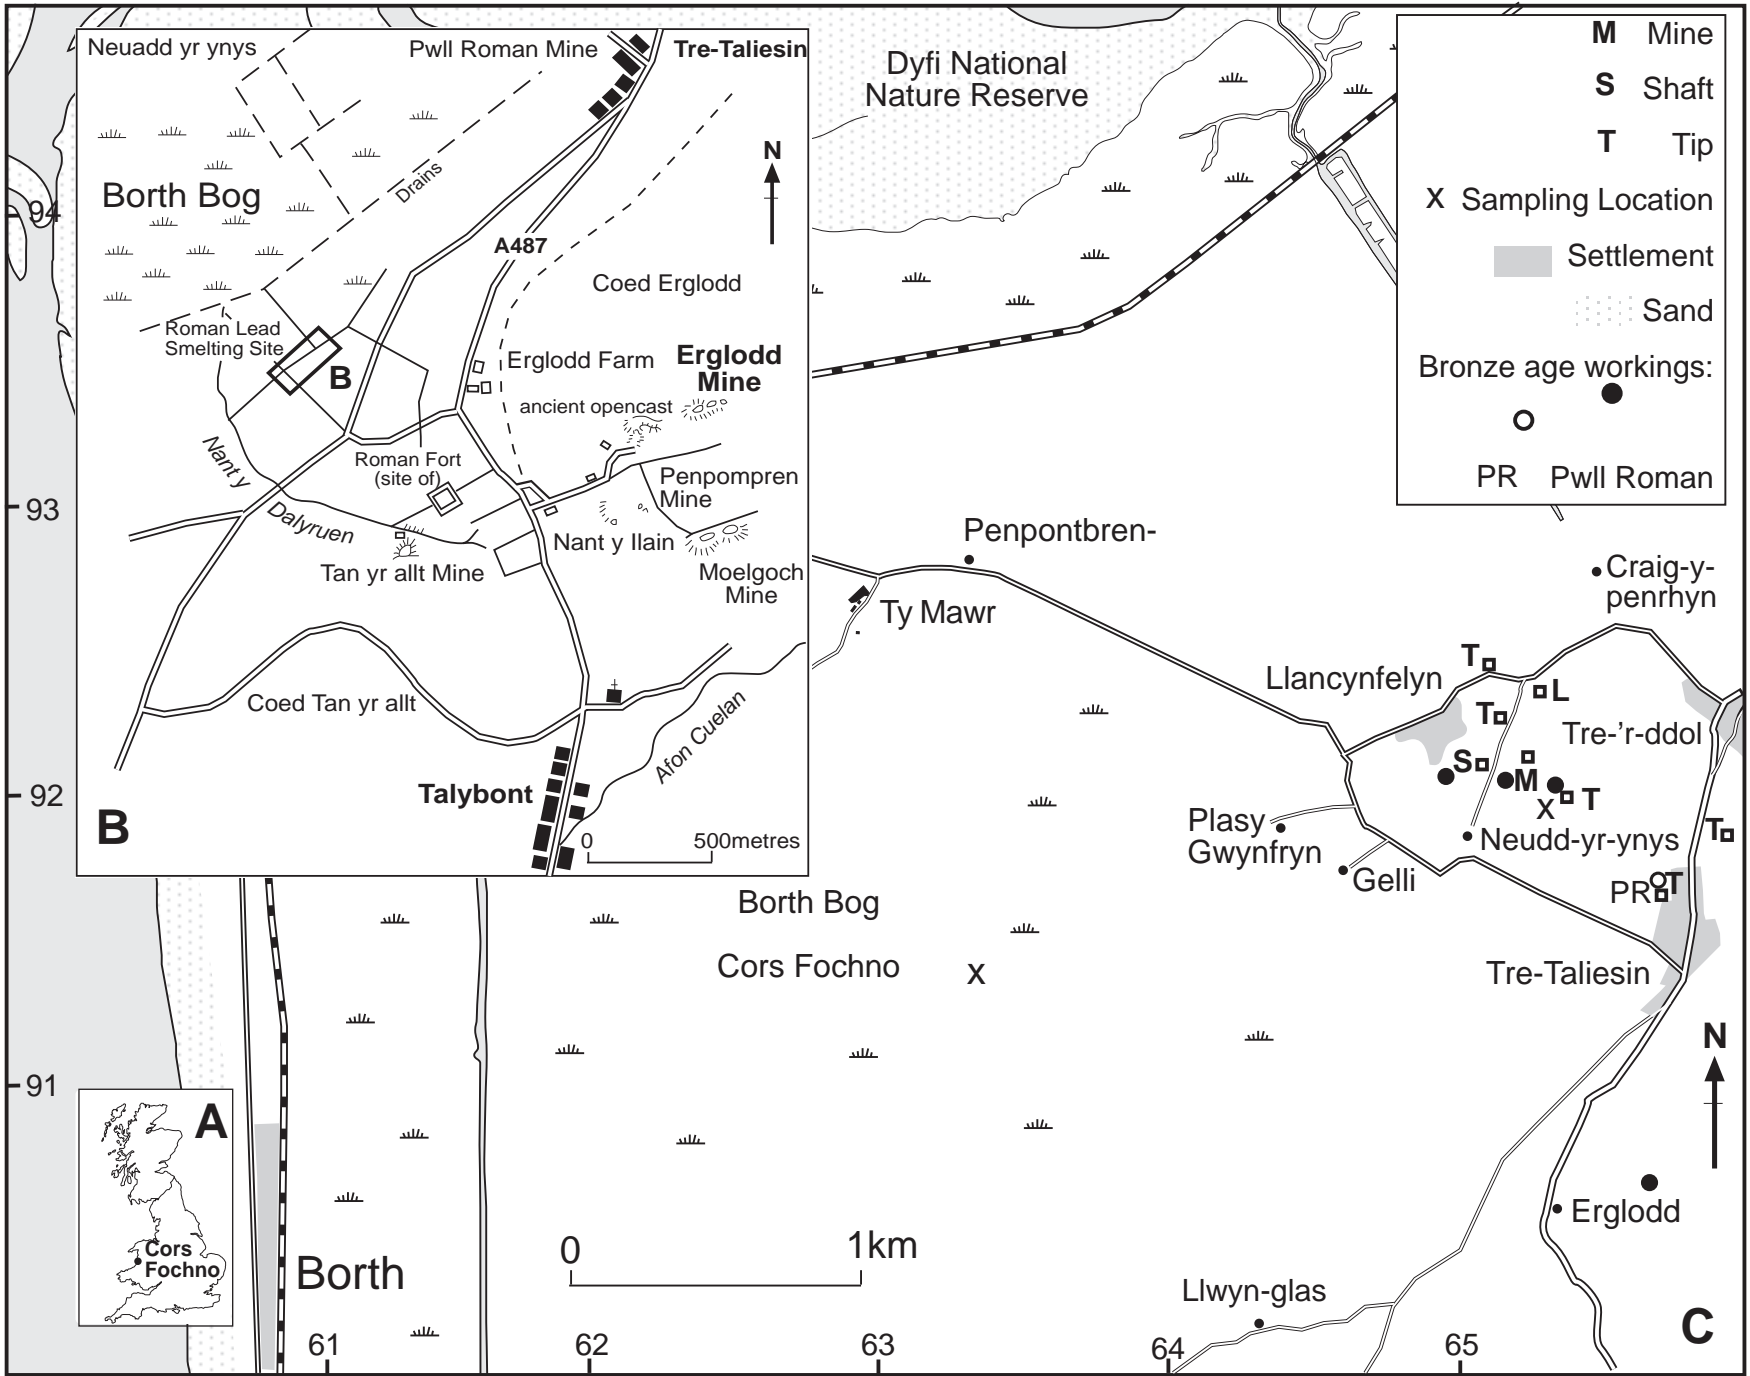 Neuadd yr ynys
Pwll Roman Mine
Tre-Taliesin
N
Borth Bog
Drains
A487
Coed Erglodd
Roman Lead
Smelting Site
B
Erglodd Farm
Erglodd
Mine
ancient opencast
Nant y
Dalyruen
Roman Fort
(site of)
Penpompren
Mine
Nant y Ilain
Tan yr allt Mine
Moelgoch
Mine
Coed Tan yr allt
Afon Cuelan
Talybont
B
0
500metres
Dyfi National
Nature Reserve
M Mine
S Shaft
T Tip
X Sampling Location
Settlement
Sand
Bronze age workings:
PR Pwll Roman
94
93
92
91
Penpontbren-
Ty Mawr
Craig-y-
penrhyn
Llancynfelyn
T
L
T
Tre-'r-ddol
S
M
X
T
Plasy
Gwynfryn
Neudd-yr-ynys
T
Gelli
PR
T
Borth Bog
Cors Fochno
X
Tre-Taliesin
N
A
Cors
Fochno
Borth
0
1km
Erglodd
Llwyn-glas
C
61
62
63
64
65